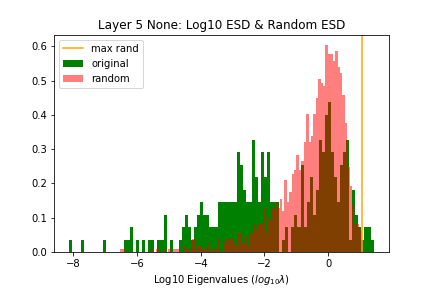 Layer 5 None: Log10 ESD & Random ESD
max rand
original
random
0.6
0.5
0.4
0.3
0.2
0.1
0.0
−8 −6 −4 −2 0
Log10 Eigenvalues (log₁₀λ)